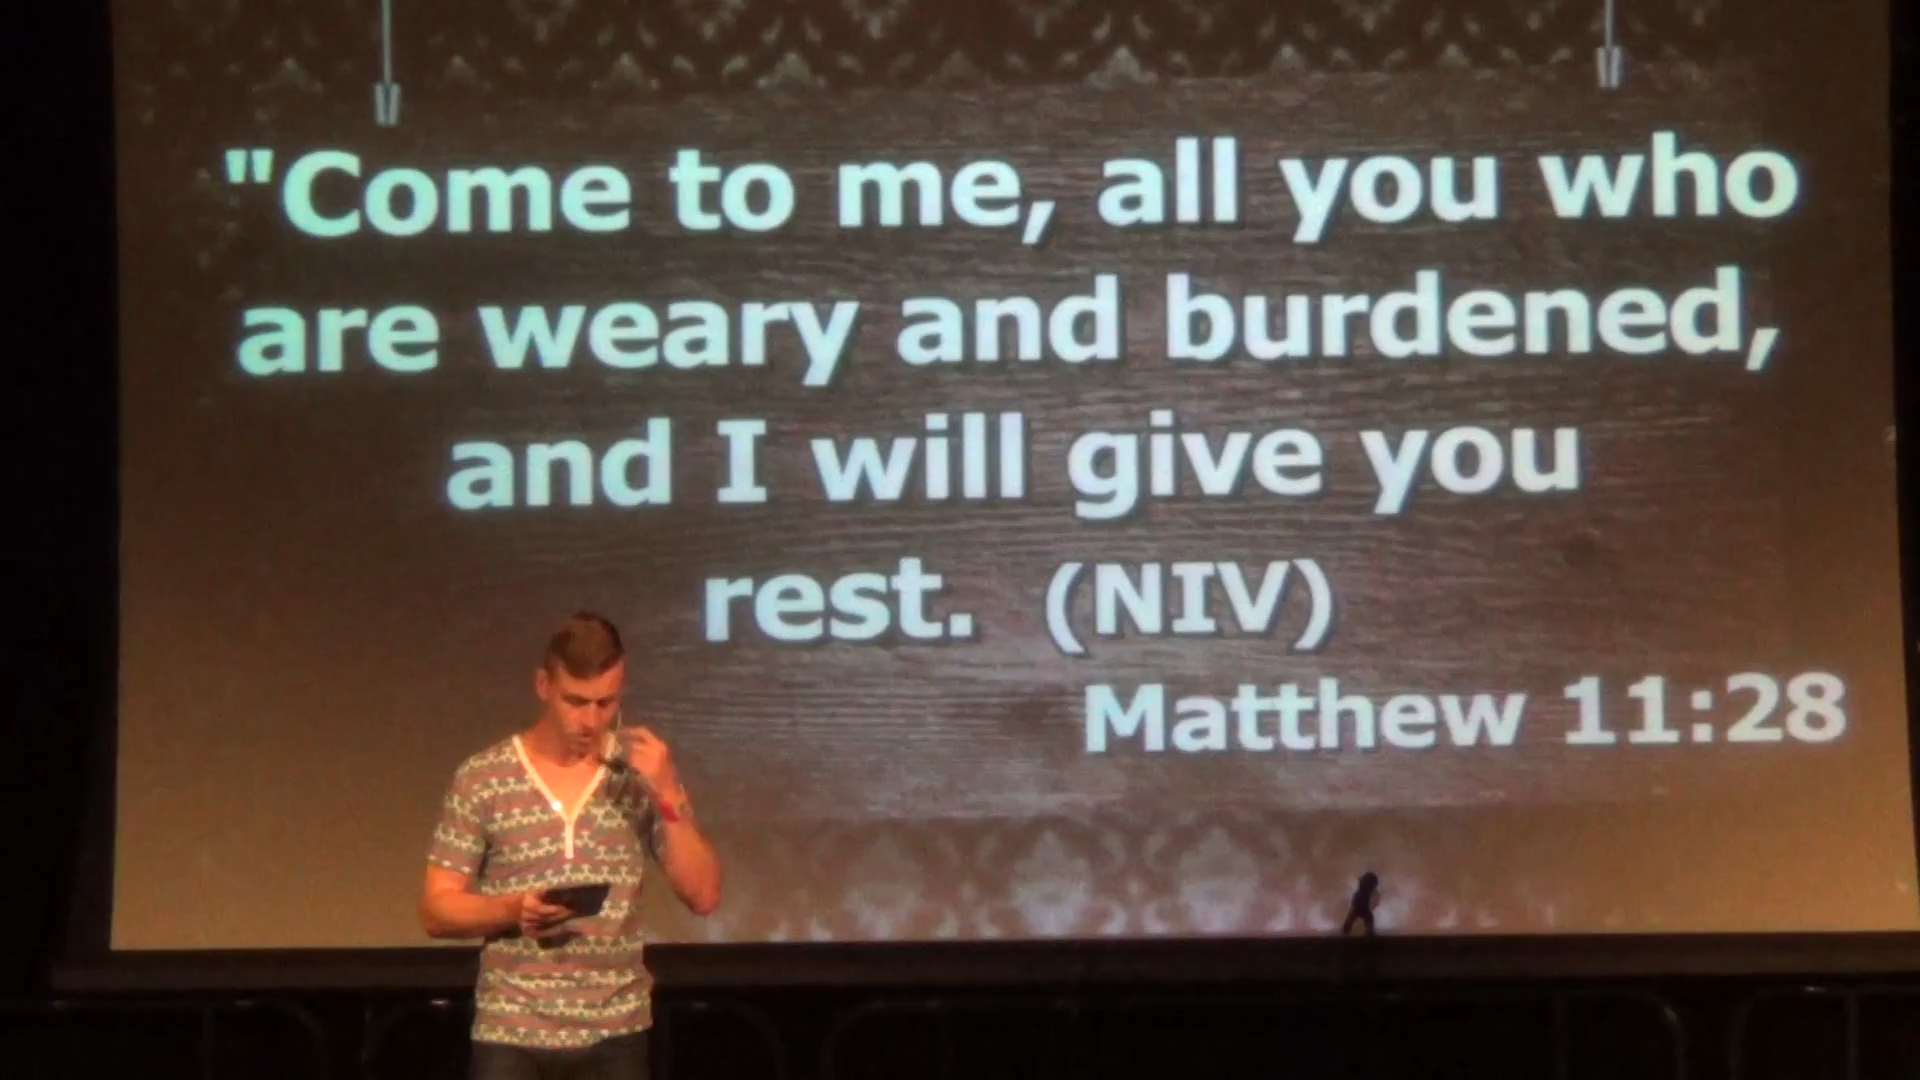 "Come to me, all you who
are weary and burdened,
and I will give you
rest. (NIV)
Matthew 11:28